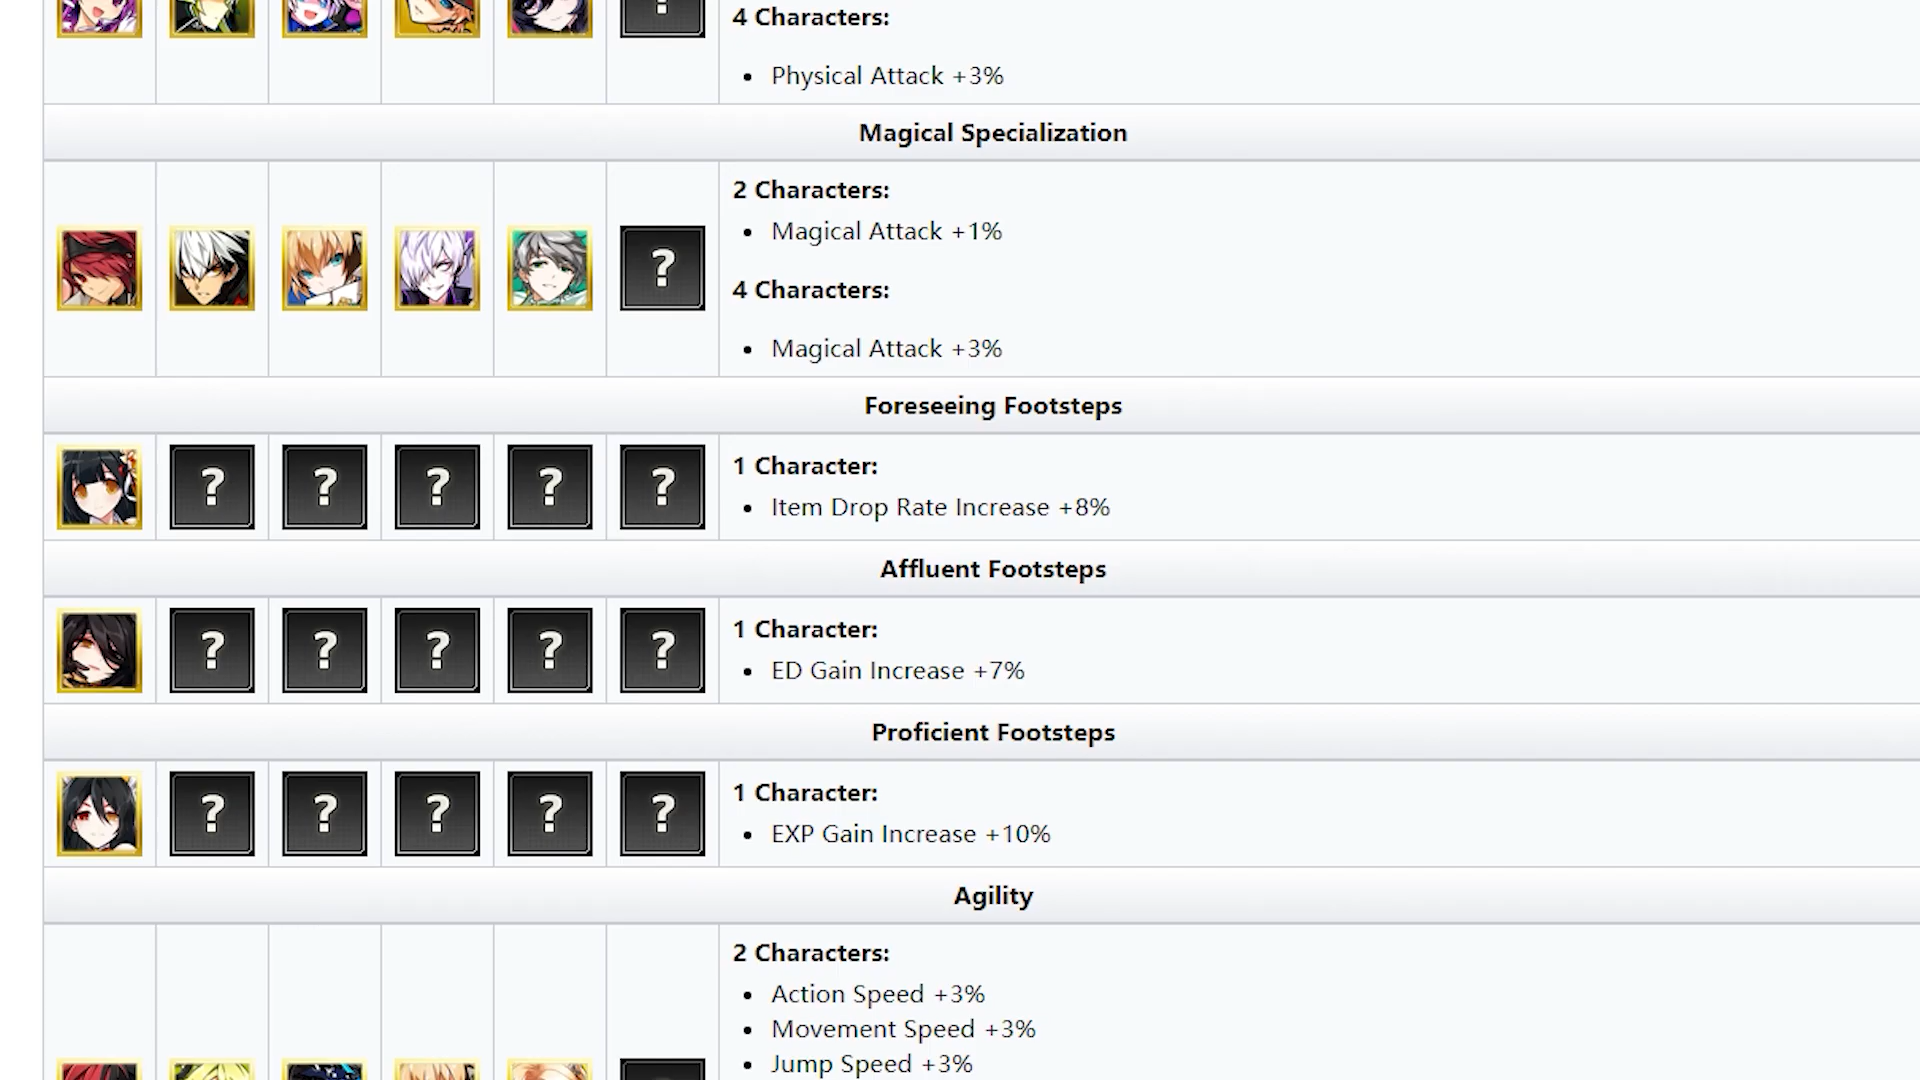 4 Characters:
• Physical Attack +3%
Magical Specialization
2 Characters:
• Magical Attack +1%
4 Characters:
• Magical Attack +3%
?
Foreseeing Footsteps
? ? ? ? ?
1 Character:
• Item Drop Rate Increase +8%
Affluent Footsteps
? ? ? ? ?
1 Character:
• ED Gain Increase +7%
Proficient Footsteps
? ? ? ? ?
1 Character:
• EXP Gain Increase +10%
Agility
2 Characters:
• Action Speed +3%
• Movement Speed +3%
• Jump Speed +3%